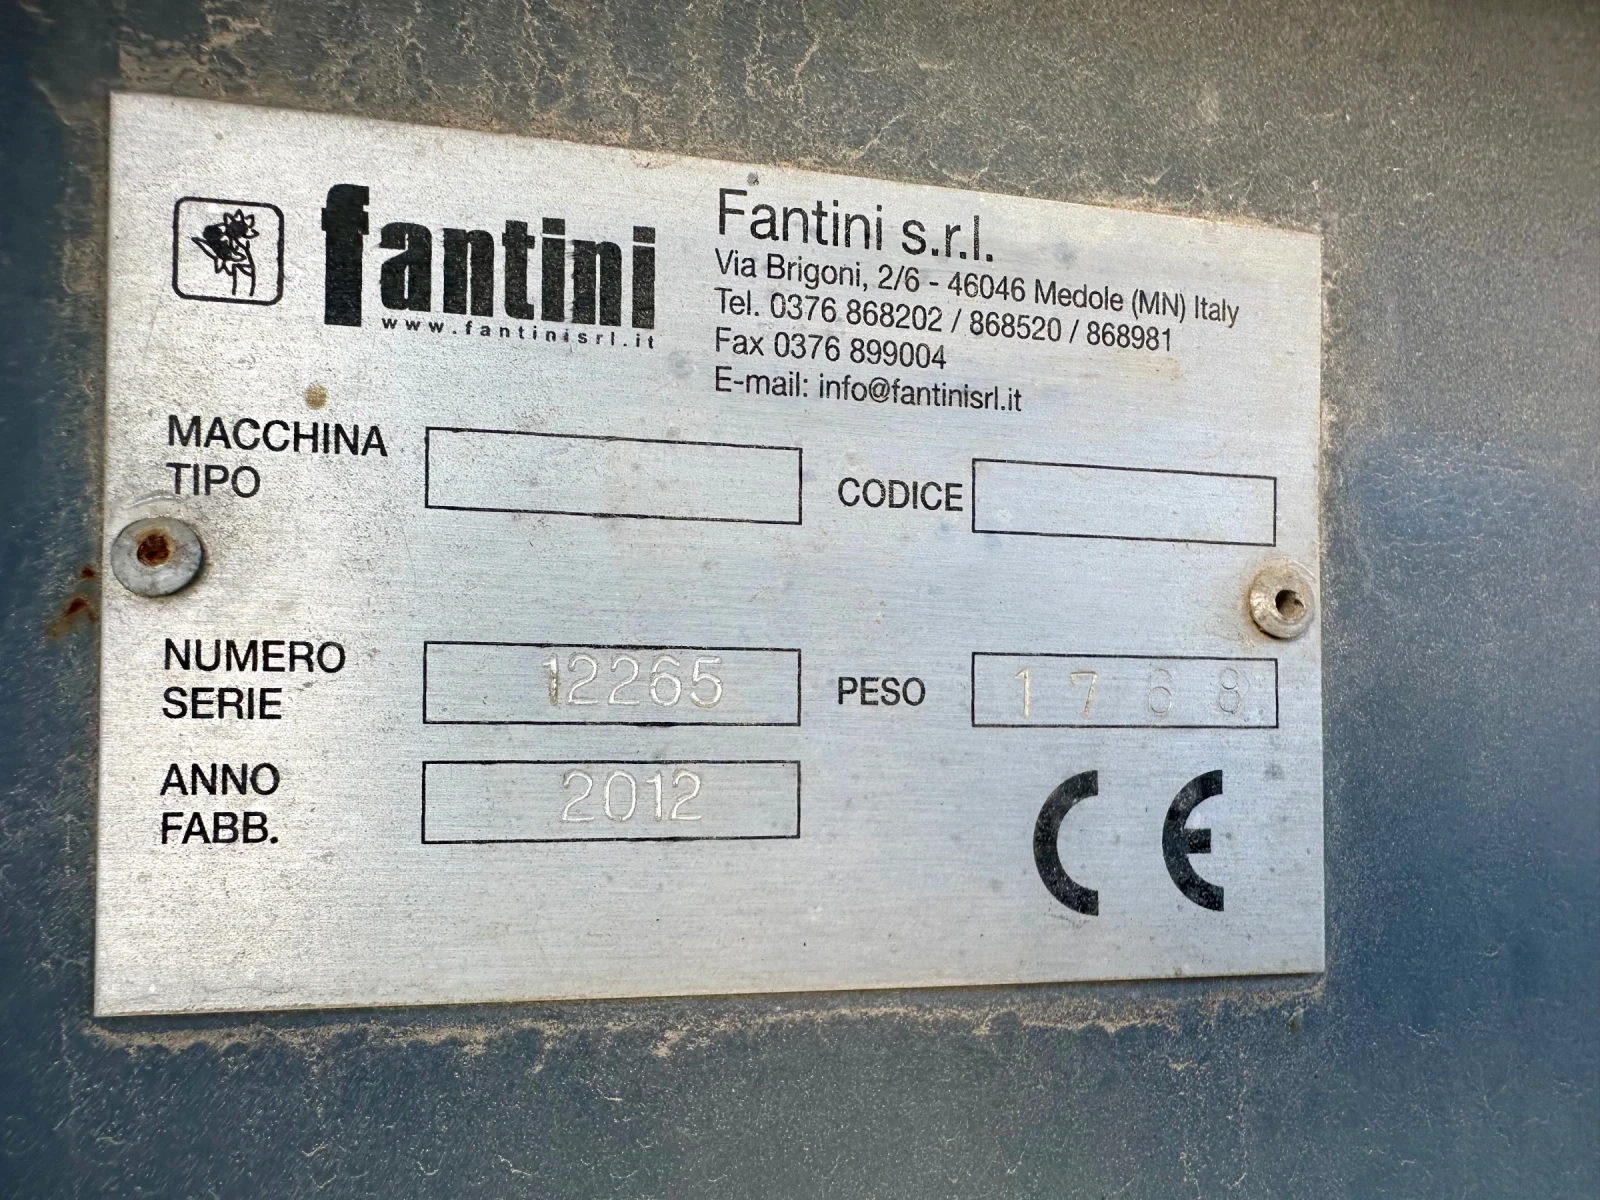 fantini
www.fantinisrl.it
Fantini s.r.l.
Via Brigoni, 2/6 - 46046 Medole (MN) Italy
Tel. 0376 868202 / 868520 / 868981
Fax 0376 899004
E-mail: info@fantinisrl.it
MACCHINA
TIPO
CODICE
NUMERO
SERIE
12265
PESO
1768
ANNO
FABB.
2012
CE